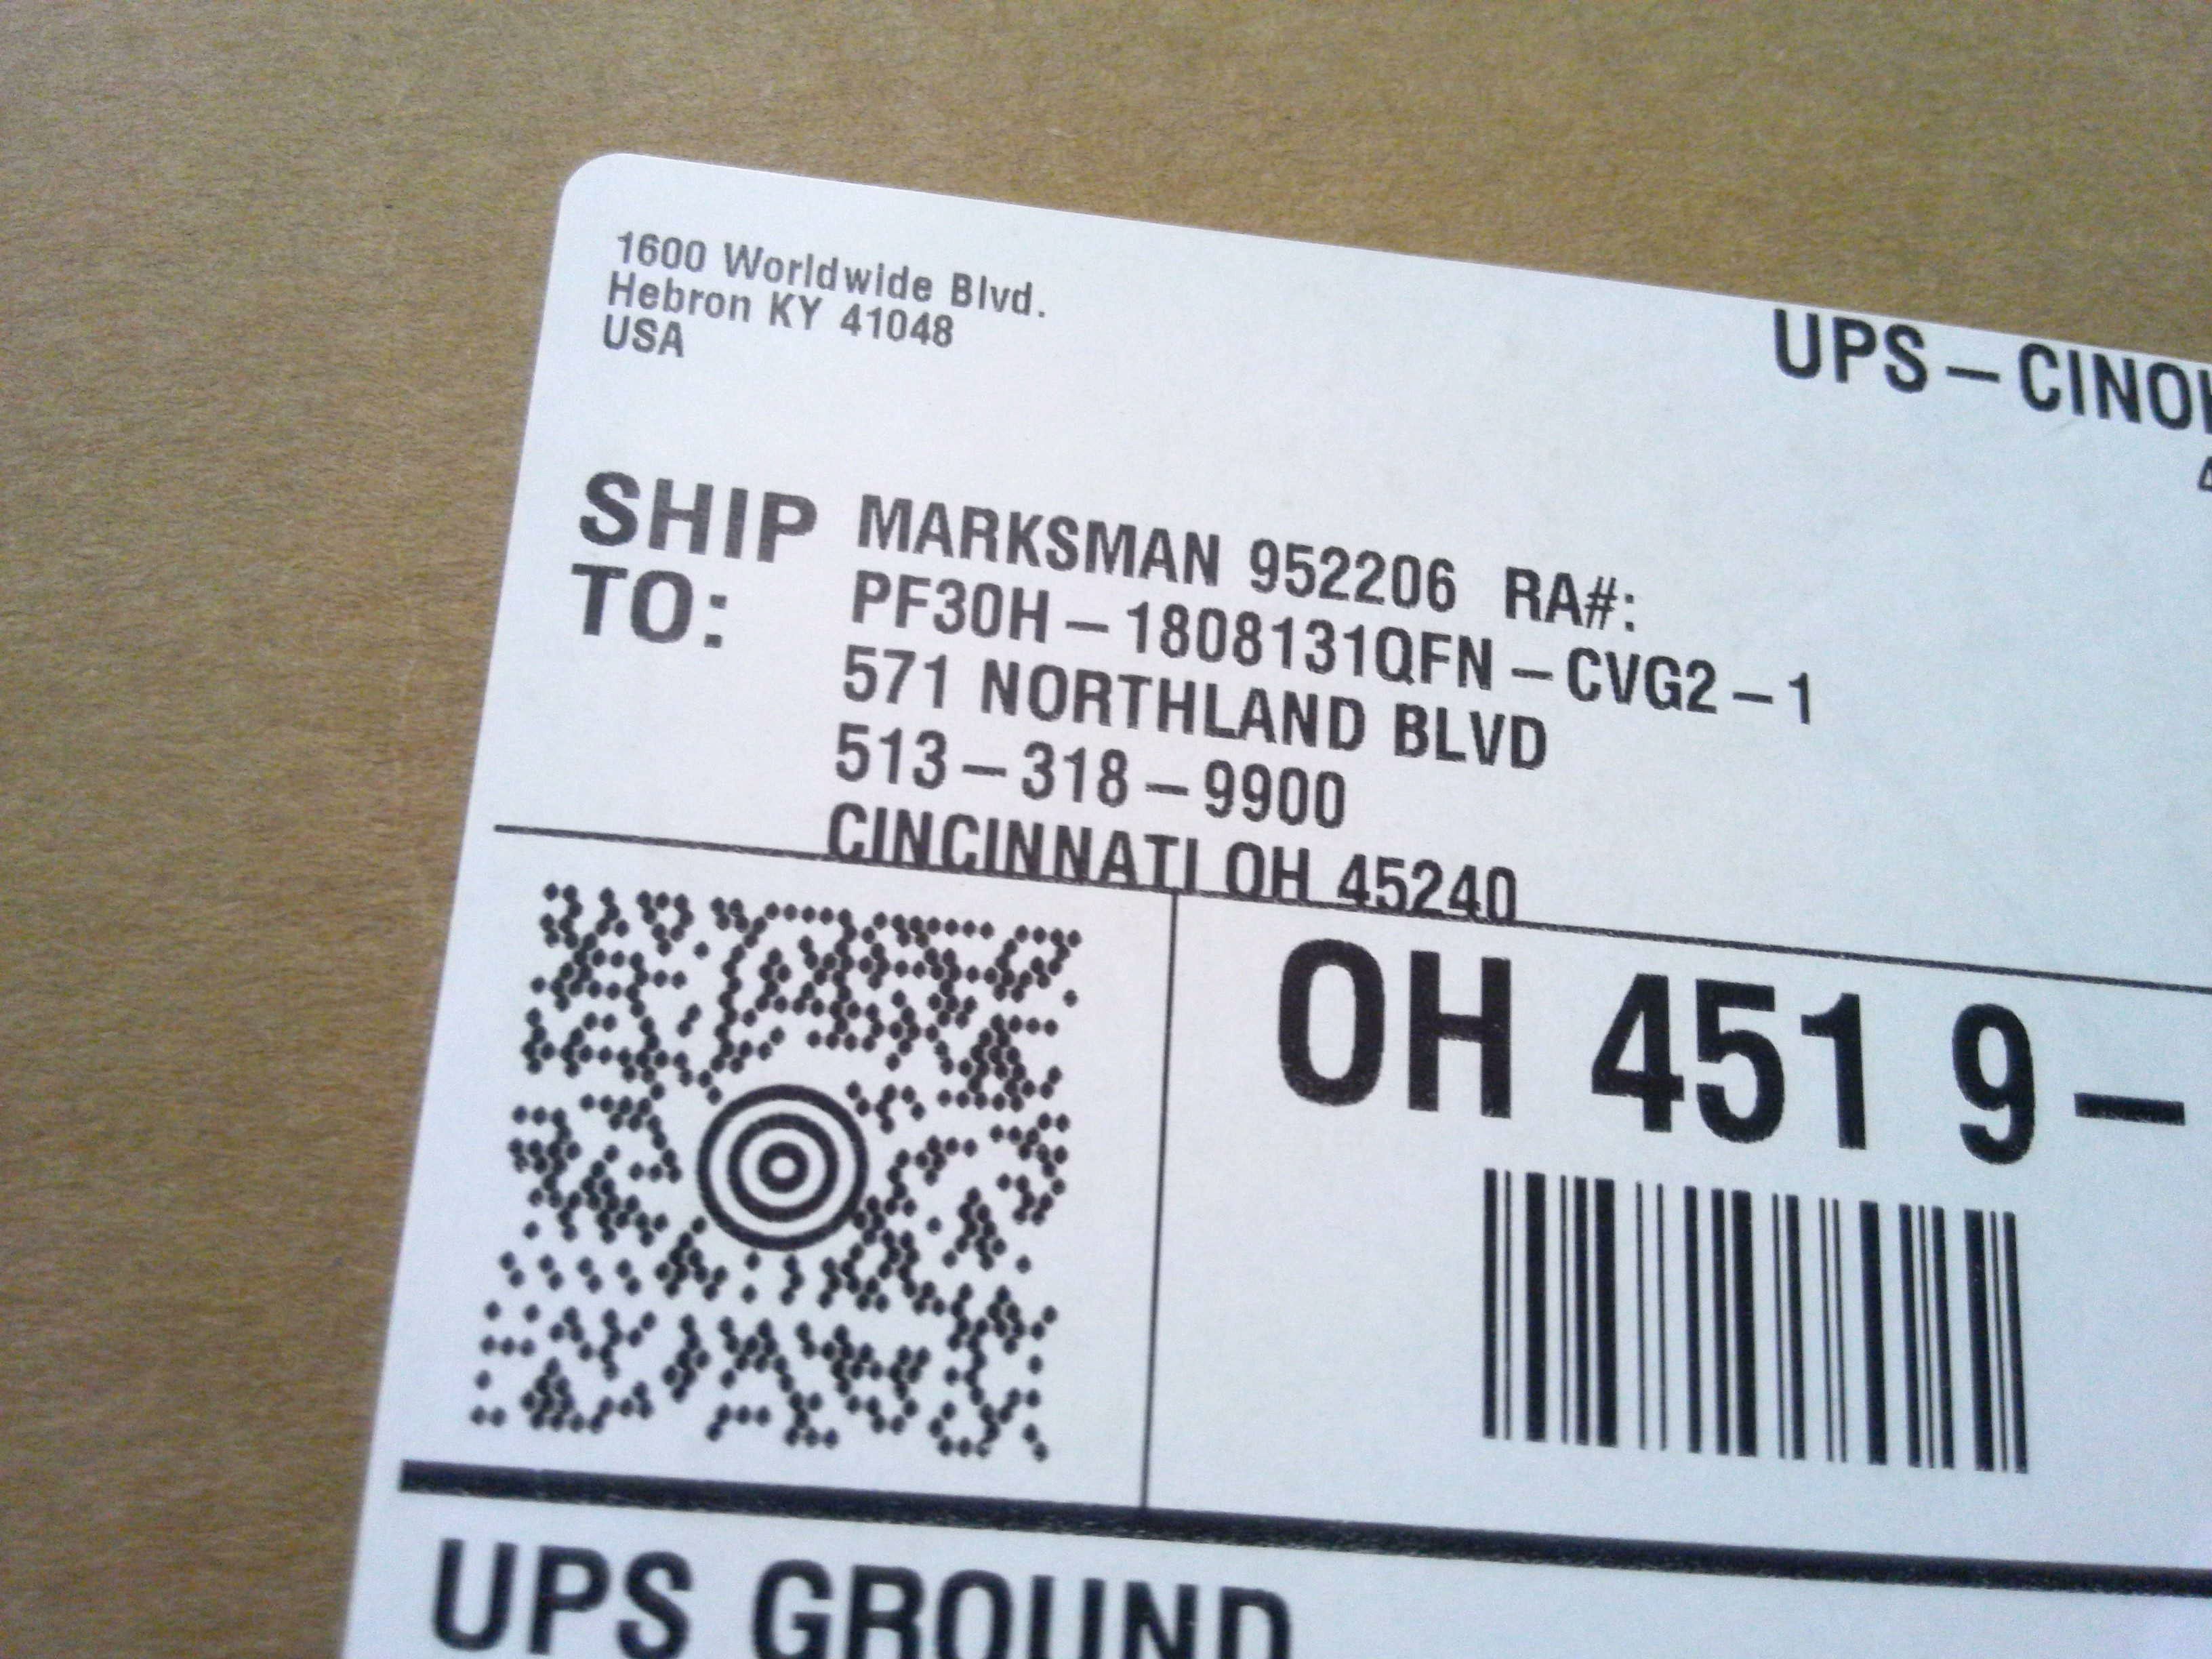 1600 Worldwide Blvd.
Hebron KY 41048
USA
UPS – CINO
SHIP TO:
MARKSMAN 952206 RA#:
PF30H – 1808131QFN – CVG2 – 1
571 NORTHLAND BLVD
513 – 318 – 9900
CINCINNATI OH 45240
OH 451 9 –
UPS GROUND